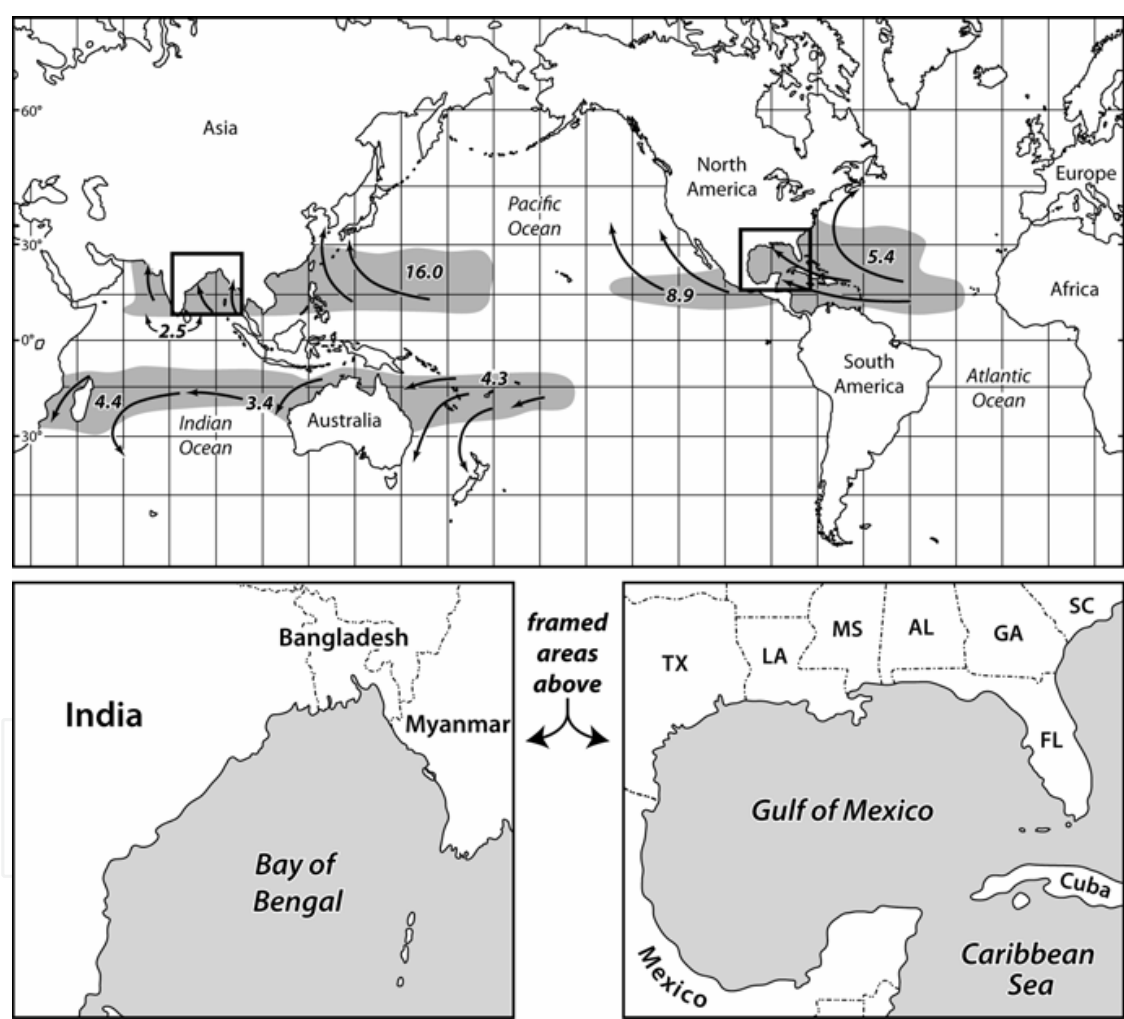 60°
Asia
North
America
Europe
Pacific
Ocean
30°
16.0
5.4
8.9
Africa
2.5
0°
South
America
Atlantic
Ocean
4.3
4.4
3.4
Australia
Indian
Ocean
30°
Bangladesh
India
Myanmar
Bay of
Bengal
framed
areas
above
SC
MS
AL
GA
TX
LA
FL
Gulf of Mexico
Cuba
Caribbean
Sea
Mexico